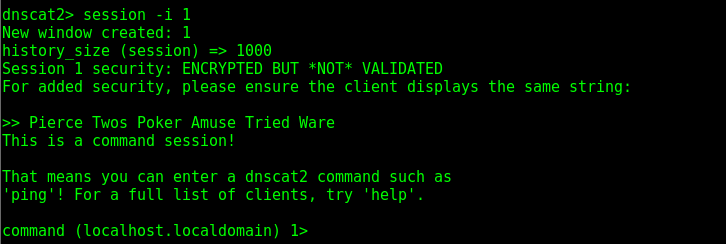 dnscat2> session -i 1
New window created: 1
history_size (session) => 1000
Session 1 security: ENCRYPTED BUT *NOT* VALIDATED
For added security, please ensure the client displays the same string:
>> Pierce Twos Poker Amuse Tried Ware
This is a command session!
That means you can enter a dnscat2 command such as
'ping'! For a full list of clients, try 'help'.
command (localhost.localdomain) 1>